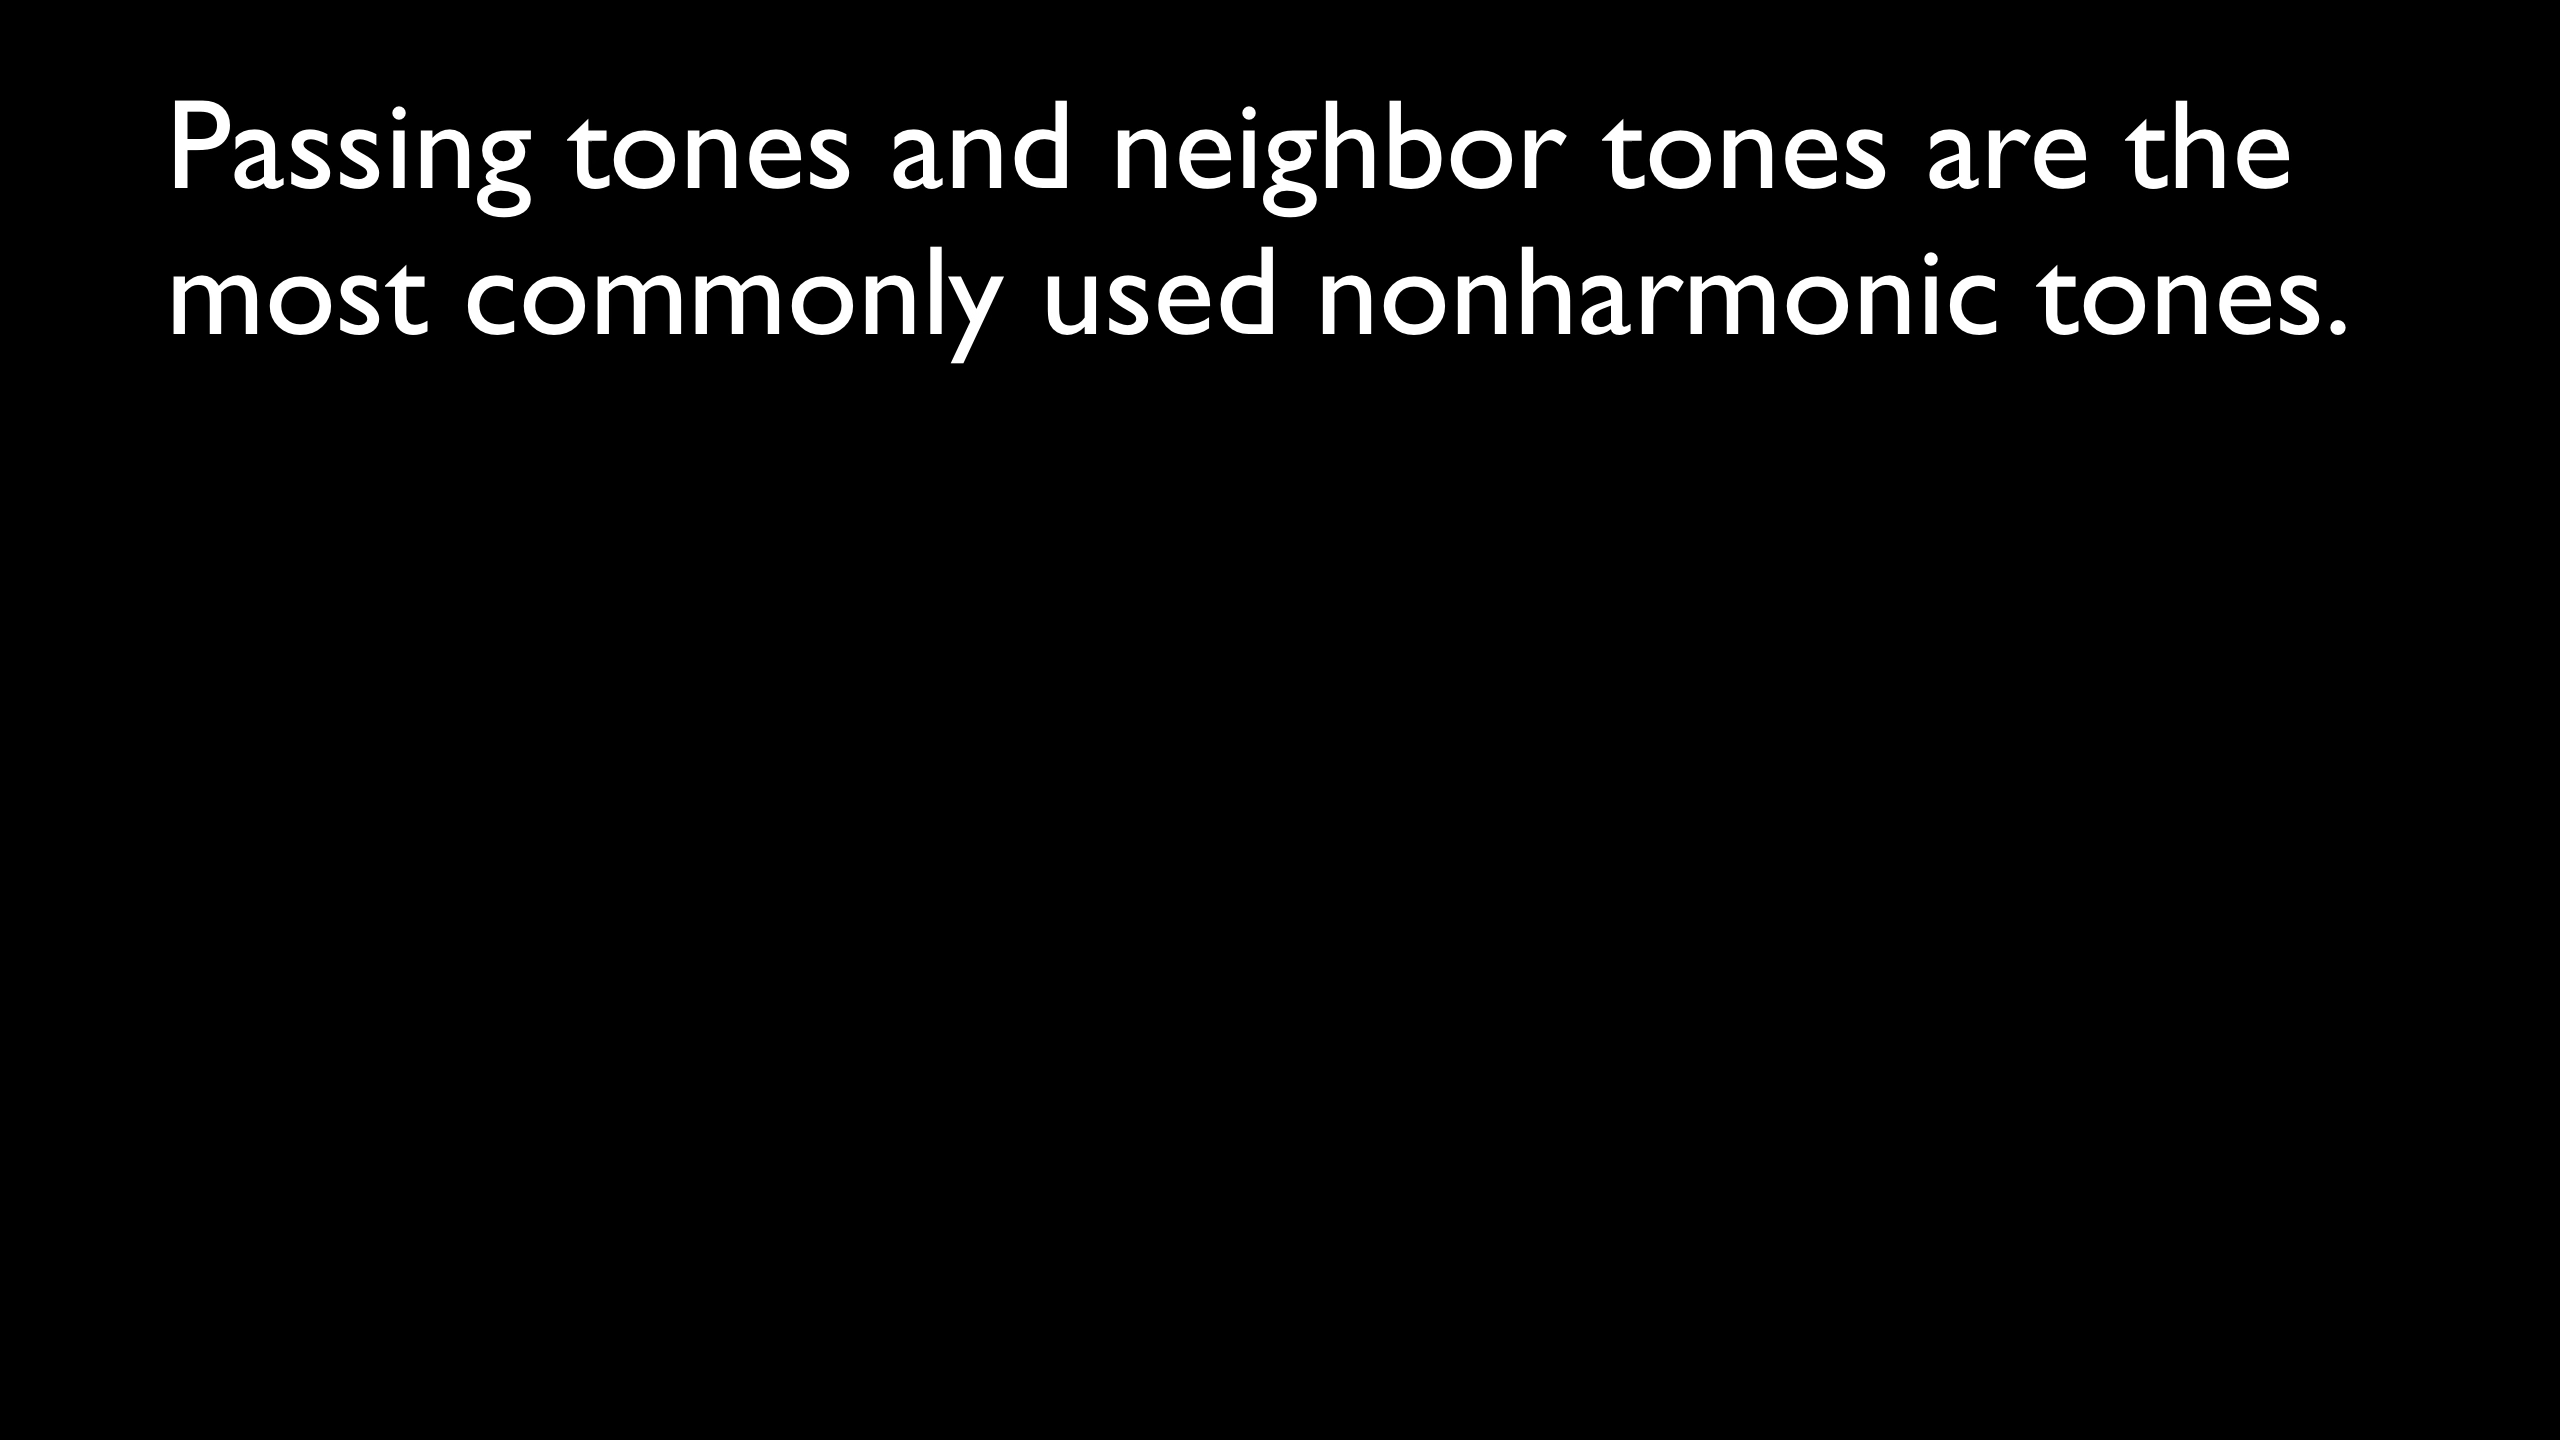 Passing tones and neighbor tones are the
most commonly used nonharmonic tones.